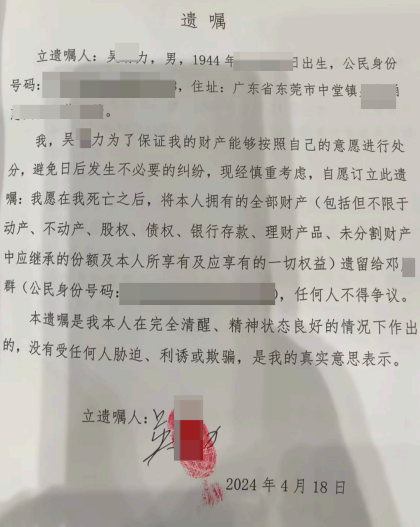 遗嘱
立遗嘱人：吴力，男，1944年日出生，公民身份
号码：，住址：广东省东莞市中堂镇
。
我，吴力为了保证我的财产能够按照自己的意愿进行处
分，避免日后发生不必要的纠纷，现经慎重考虑，自愿订立此遗
嘱：我愿在我死亡之后，将本人拥有的全部财产（包括但不限于
动产、不动产、股权、债权、银行存款、理财产品、未分割财产
中应继承的份额及本人所享有及应享有的一切权益）遗留给邓
群（公民身份号码：），任何人不得争议。
本遗嘱是我本人在完全清醒、精神状态良好的情况下作出
的，没有受任何人胁迫、利诱或欺骗，是我的真实意思表示。
立遗嘱人：吴
2024年4月18日